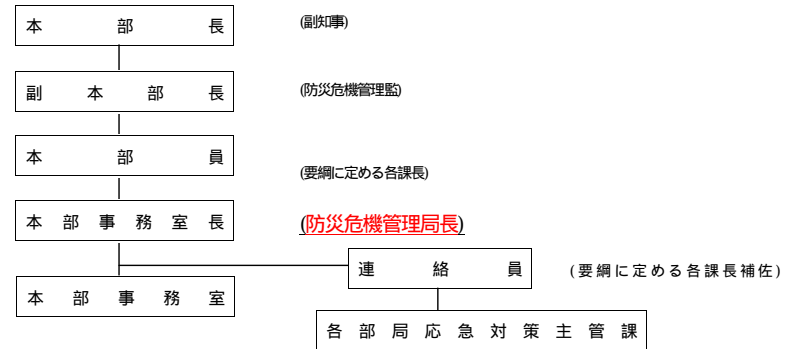 本部長 (副知事)
副本部長 (防災危機管理監)
本部員 (要綱に定める各課長)
本部事務室長 (防災危機管理局長)
連絡員 (要綱に定める各課長補佐)
本部事務室
各部局応急対策主管課